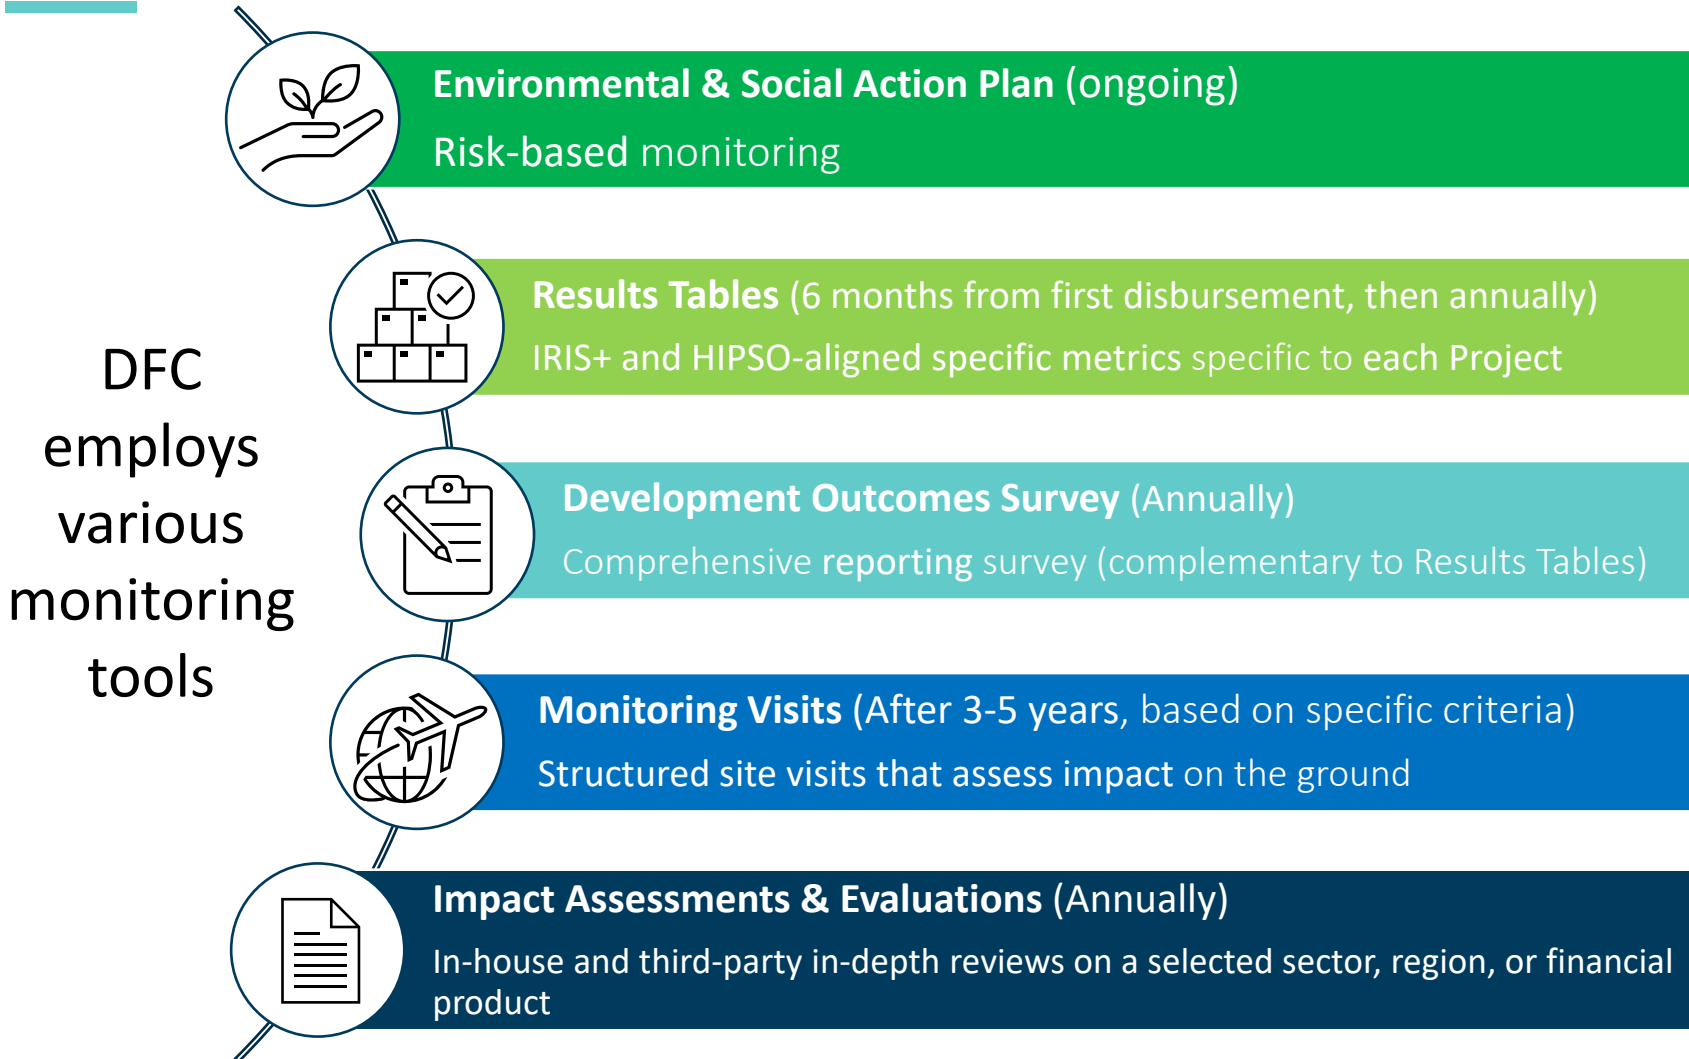 DFC
employs
various
monitoring
tools
Environmental & Social Action Plan (ongoing)
Risk-based monitoring
Results Tables (6 months from first disbursement, then annually)
IRIS+ and HIPSO-aligned specific metrics specific to each Project
Development Outcomes Survey (Annually)
Comprehensive reporting survey (complementary to Results Tables)
Monitoring Visits (After 3-5 years, based on specific criteria)
Structured site visits that assess impact on the ground
Impact Assessments & Evaluations (Annually)
In-house and third-party in-depth reviews on a selected sector, region, or financial
product